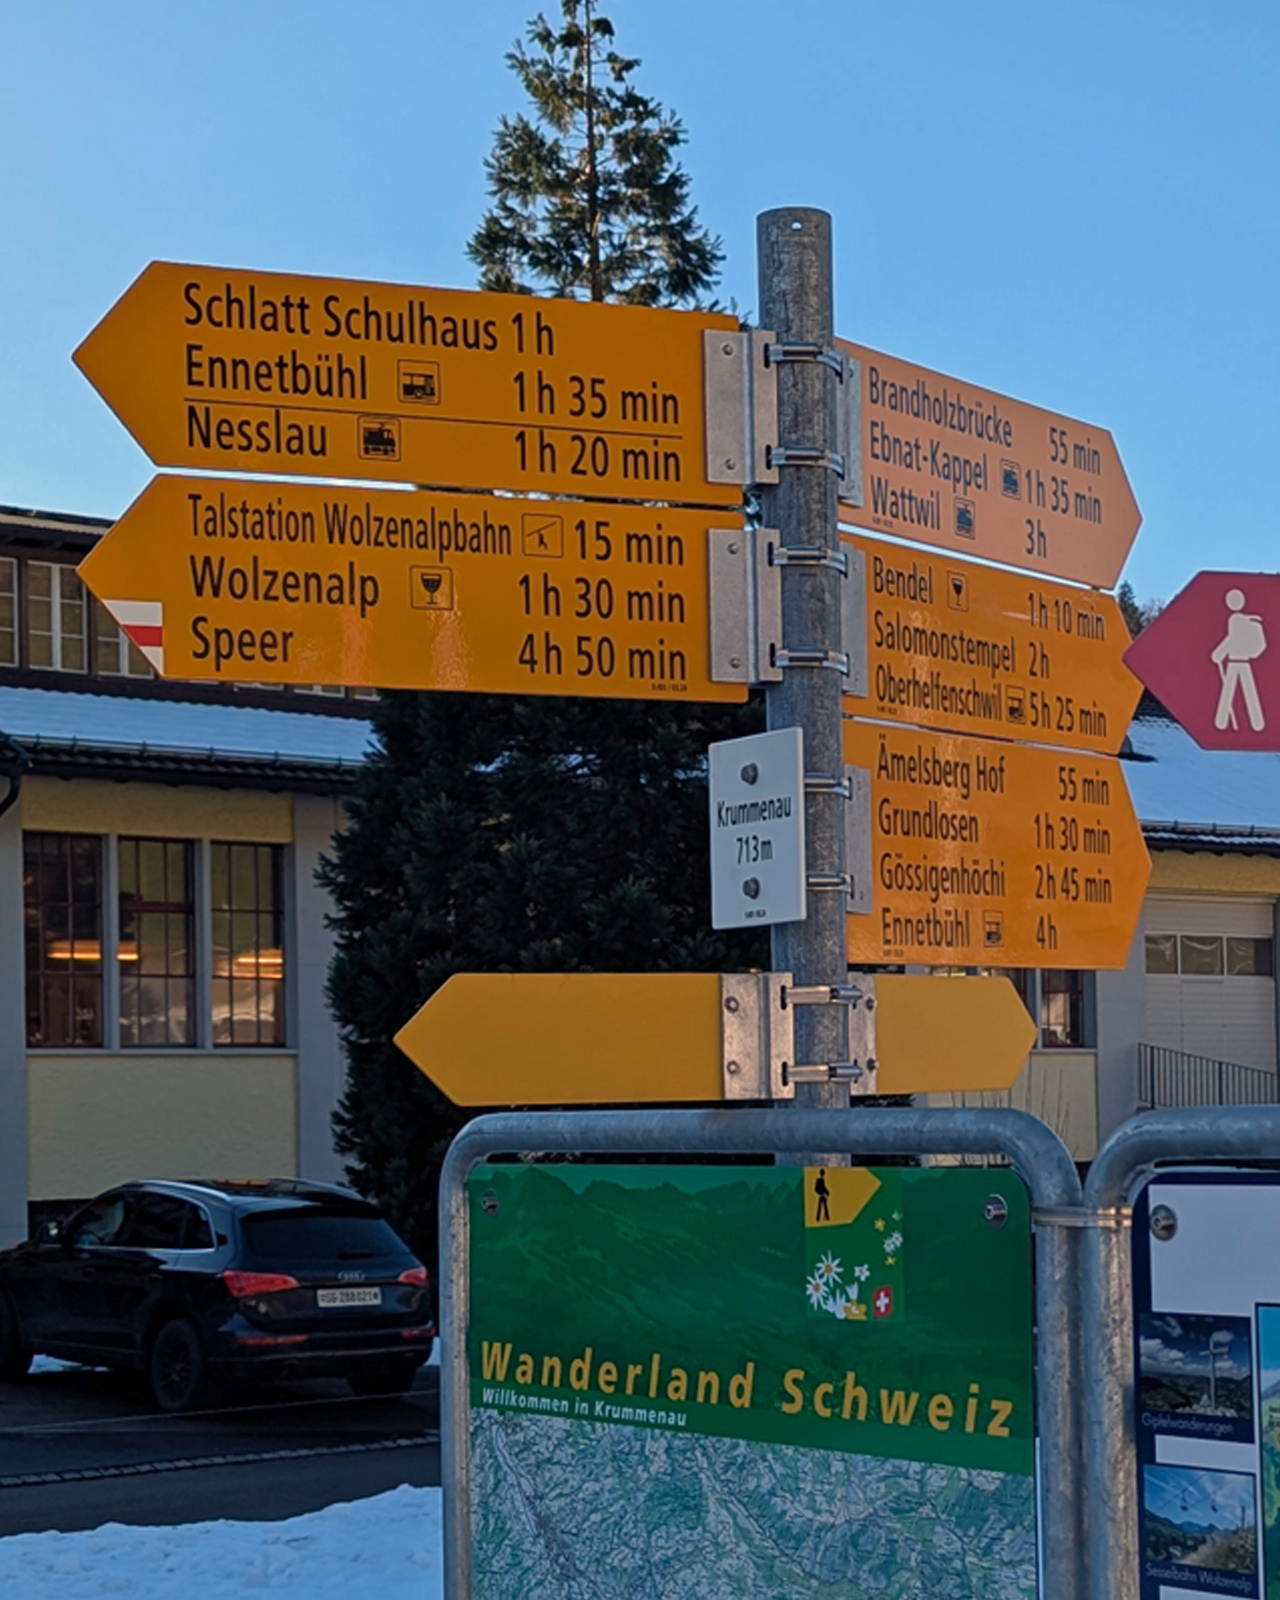 Schlatt Schulhaus 1h
Ennetbühl 1h 35 min
Nesslau 1h 20 min
Talstation Wolzenalpbahn 15 min
Wolzenalp 1h 30 min
Speer 4h 50 min
Brandholzbrücke 55 min
Ebnat-Kappel 1h 35 min
Wattwil 3h
Bendel 1h 10 min
Salomonstempel 2h
Oberhelfenschwil 5h 25 min
Ämelsberg Hof 55 min
Grundlosen 1h 30 min
Gössigenhöchi 2h 45 min
Ennetbühl 4h
Krummenau
713m
SG·288021
Wanderland Schweiz
Willkommen in Krummenau
Gipfelwanderungen
Sesselbahn Wolzenalp